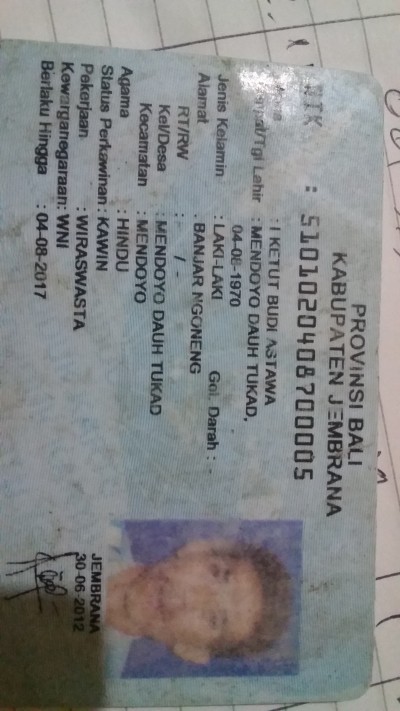 PROVINSI BALI
KABUPATEN JEMBRANA
NIK : 5101020408700005
: I KETUT BUDI ASTAWA
Tempat/Tgl Lahir : MENDOYO DAUH TUKAD,
04-08-1970
Jenis Kelamin : LAKI-LAKI Gol. Darah : -
Alamat : BANJAR NGONENG
RT/RW : - / -
Kel/Desa : MENDOYO DAUH TUKAD
Kecamatan : MENDOYO
Agama : HINDU
Status Perkawinan : KAWIN
Pekerjaan : WIRASWASTA
Kewarganegaraan: WNI
Berlaku Hingga : 04-08-2017
JEMBRANA
30-06-2012